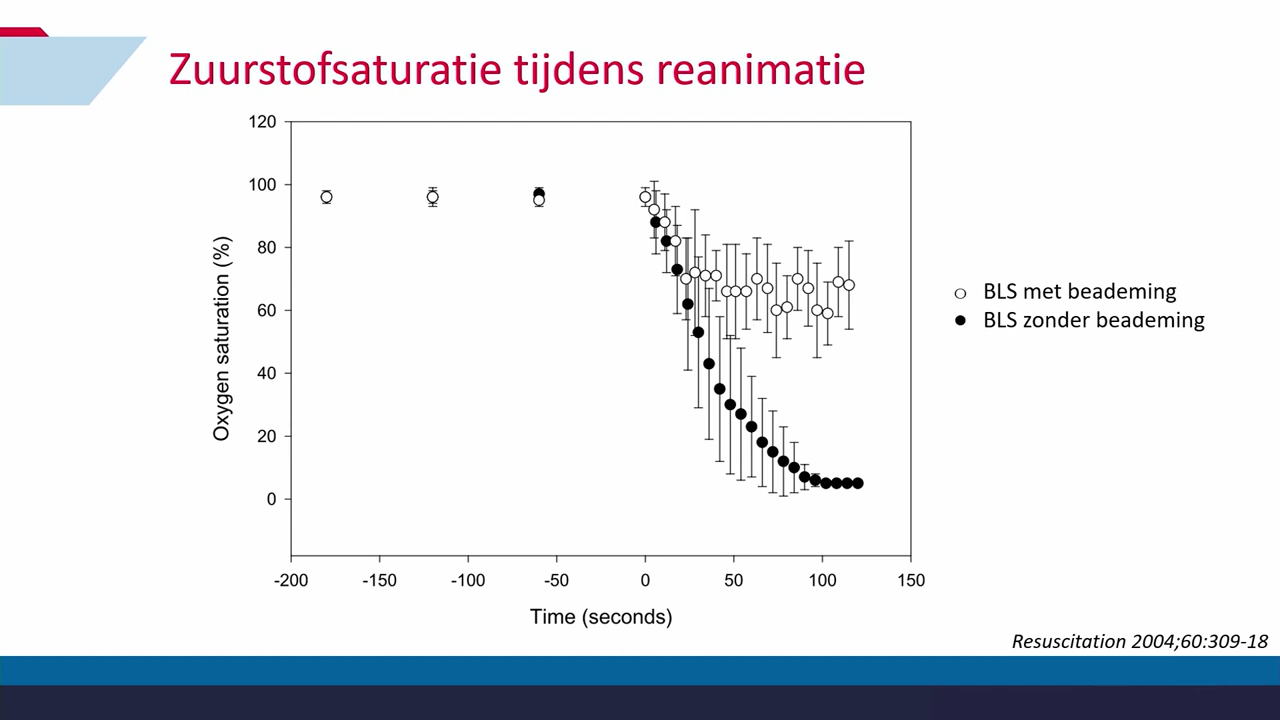 Zuurstofsaturatie tijdens reanimatie
120
100
80
60
40
20
0
Oxygen saturation (%)
-200 -150 -100 -50 0 50 100 150
Time (seconds)
BLS met beademing
BLS zonder beademing
Resuscitation 2004;60:309-18